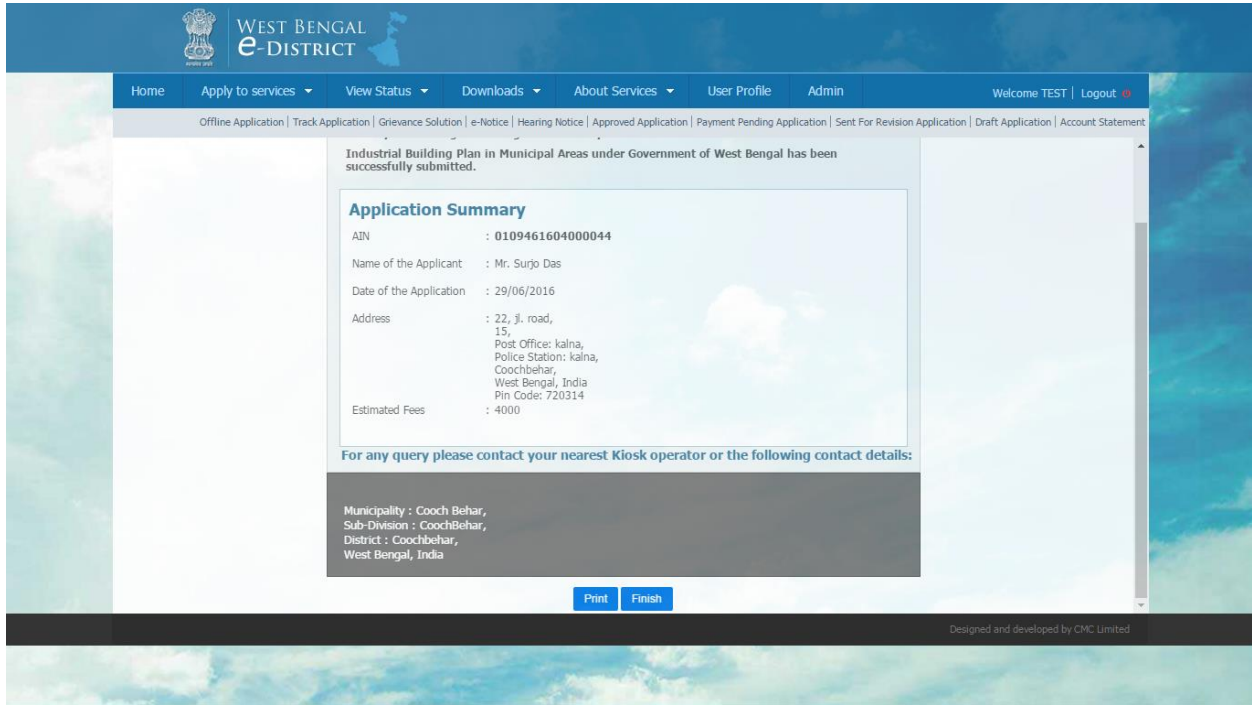 WEST BENGAL
e-DISTRICT
Home Apply to services View Status Downloads About Services User Profile Admin Welcome TEST | Logout
Offline Application | Track Application | Grievance Solution | e-Notice | Hearing Notice | Approved Application | Payment Pending Application | Sent For Revision Application | Draft Application | Account Statement
Industrial Building Plan in Municipal Areas under Government of West Bengal has been
successfully submitted.
Application Summary
AIN : 0109461604000044
Name of the Applicant : Mr. Surjo Das
Date of the Application : 29/06/2016
Address : 22, jl. road,
15,
Post Office: kalna,
Police Station: kalna,
Coochbehar,
West Bengal, India
Pin Code: 720314
Estimated Fees : 4000
For any query please contact your nearest Kiosk operator or the following contact details:
Municipality : Cooch Behar,
Sub-Division : CoochBehar,
District : Coochbehar,
West Bengal, India
Print Finish
Designed and developed by CMC Limited